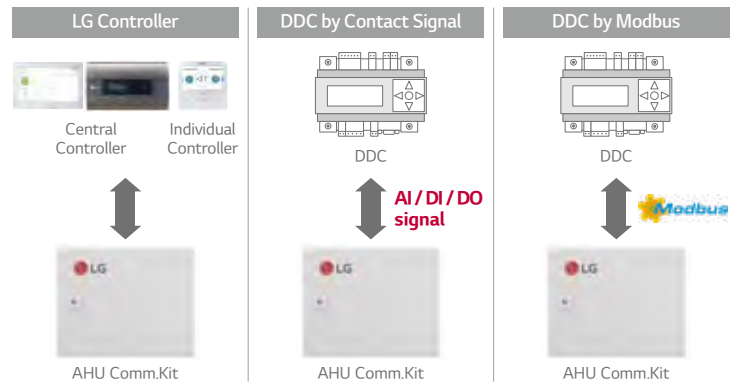 LG Controller
Central
Controller
Individual
Controller
LG
AHU Comm.Kit
DDC by Contact Signal
DDC
AI / DI / DO
signal
LG
AHU Comm.Kit
DDC by Modbus
DDC
Modbus
LG
AHU Comm.Kit